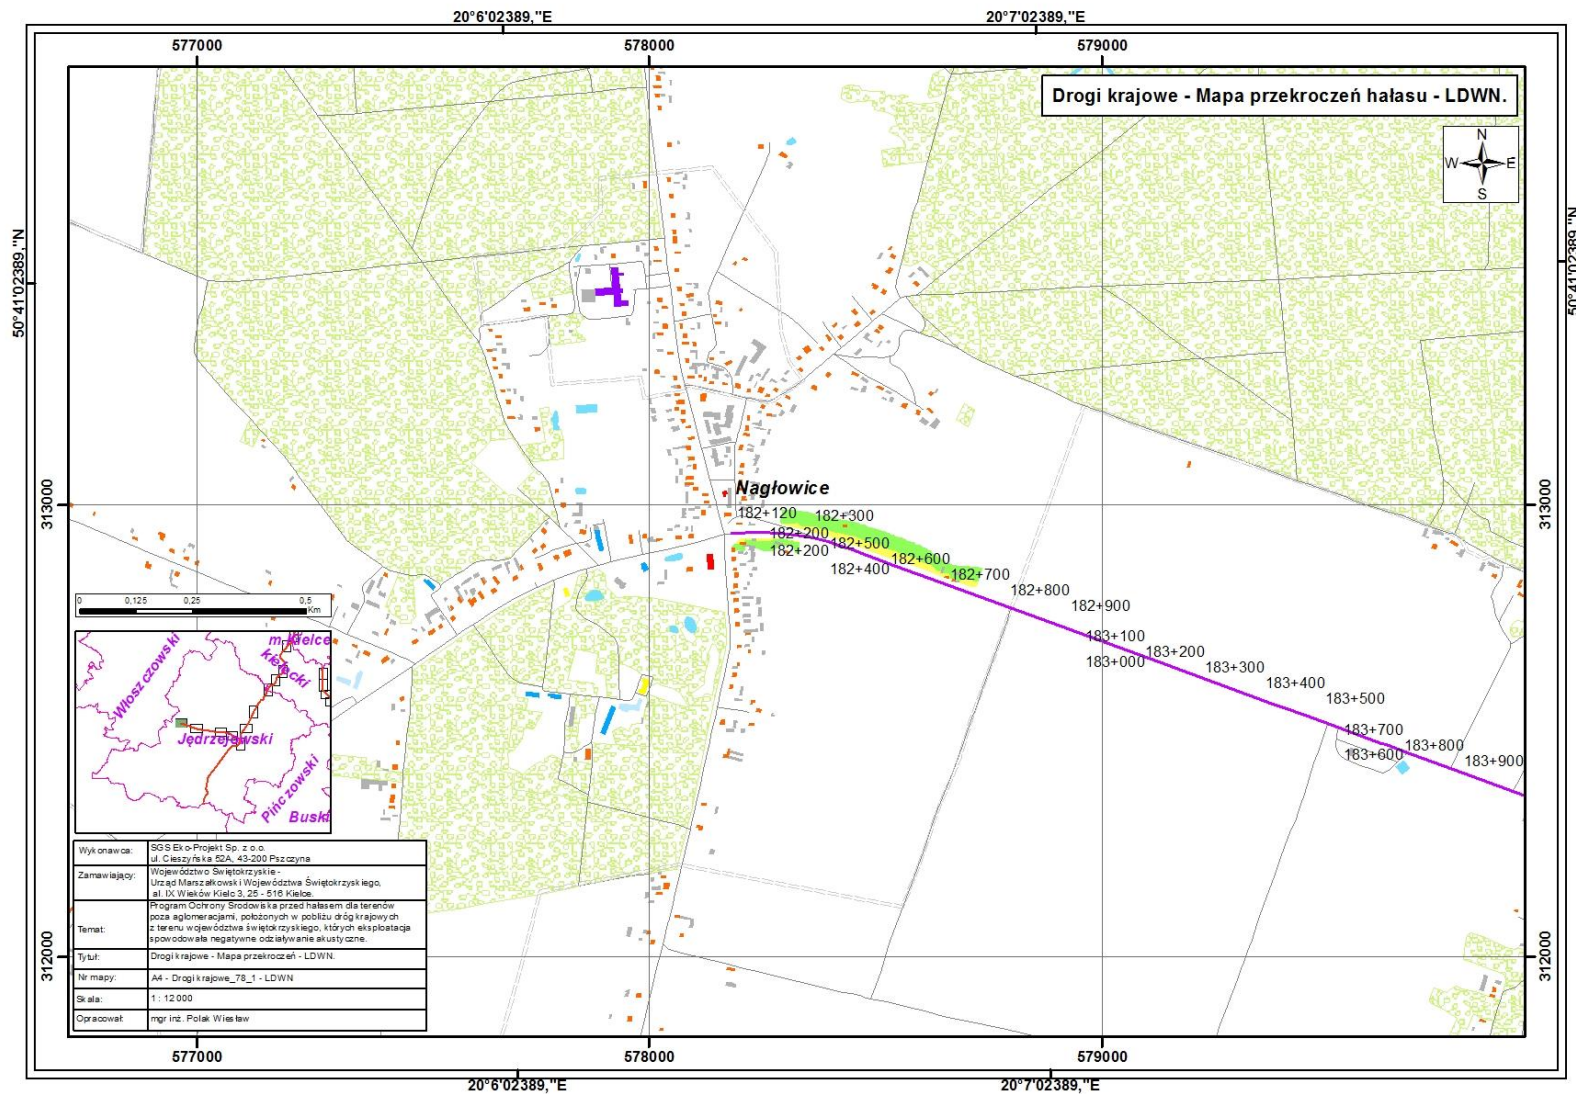 20°6'02389,"E
20°7'02389,"E
577000
578000
579000
Drogi krajowe - Mapa przekroczeń hałasu - LDWN.
N
W
E
S
50°41'02389,"N
50°41'02389,"N
313000
313000
Nagłowice
182+120
182+300
182+200
182+200
182+500
182+400
182+600
182+700
182+800
182+900
183+100
183+000
183+200
183+300
183+400
183+500
183+700
183+600
183+800
183+900
0
0,125
0,25
0,5
Km
m. Kielce
kielecki
Włoszczowski
Jędrzejowski
Pińczowski
Buski
312000
312000
Wykonawca:
SGS Eko-Projekt Sp. z o.o.
ul. Cieszyńska 52A, 43-200 Pszczyna
Zamawiający:
Województwo Świętokrzyskie -
Urząd Marszałkowski Województwa Świętokrzyskiego,
al. IX Wieków Kielc 3, 25 - 516 Kielce.
Temat:
Program Ochrony Środowiska przed hałasem dla terenów
poza aglomeracjami, położonych w pobliżu dróg krajowych
z terenu województwa świętokrzyskiego, których eksploatacja
spowodowała negatywne odziaływanie akustyczne.
Tytuł:
Drogi krajowe - Mapa przekroczeń - LDWN.
Nr mapy:
A4 - Drogi krajowe_78_1 - LDWN
Skala:
1 : 12 000
Opracował:
mgr inż. Polak Wiesław
577000
578000
579000
20°6'02389,"E
20°7'02389,"E